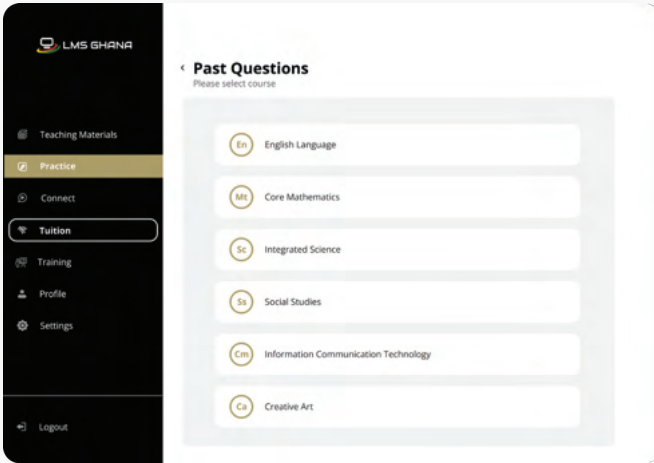 LMS GHANA
Teaching Materials
Practice
Connect
Tuition
Training
Profile
Settings
Logout
Past Questions
Please select course
En English Language
Mt Core Mathematics
Sc Integrated Science
Ss Social Studies
Cm Information Communication Technology
Ca Creative Art